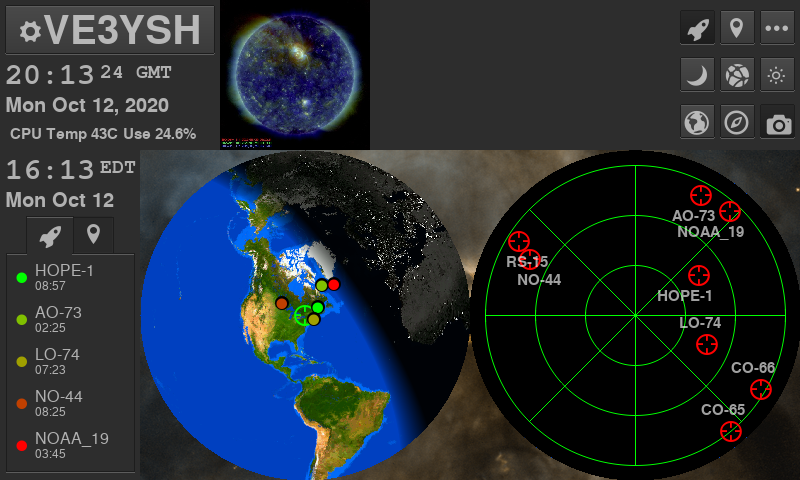 VE3YSH
20:13 24 GMT
Mon Oct 12, 2020
CPU Temp 43C Use 24.6%
16:13 EDT
Mon Oct 12
HOPE-1
08:57
AO-73
02:25
LO-74
07:23
NO-44
08:25
NOAA_19
03:45
AO-73
NOAA_19
RS-15
NO-44
HOPE-1
LO-74
CO-66
CO-65